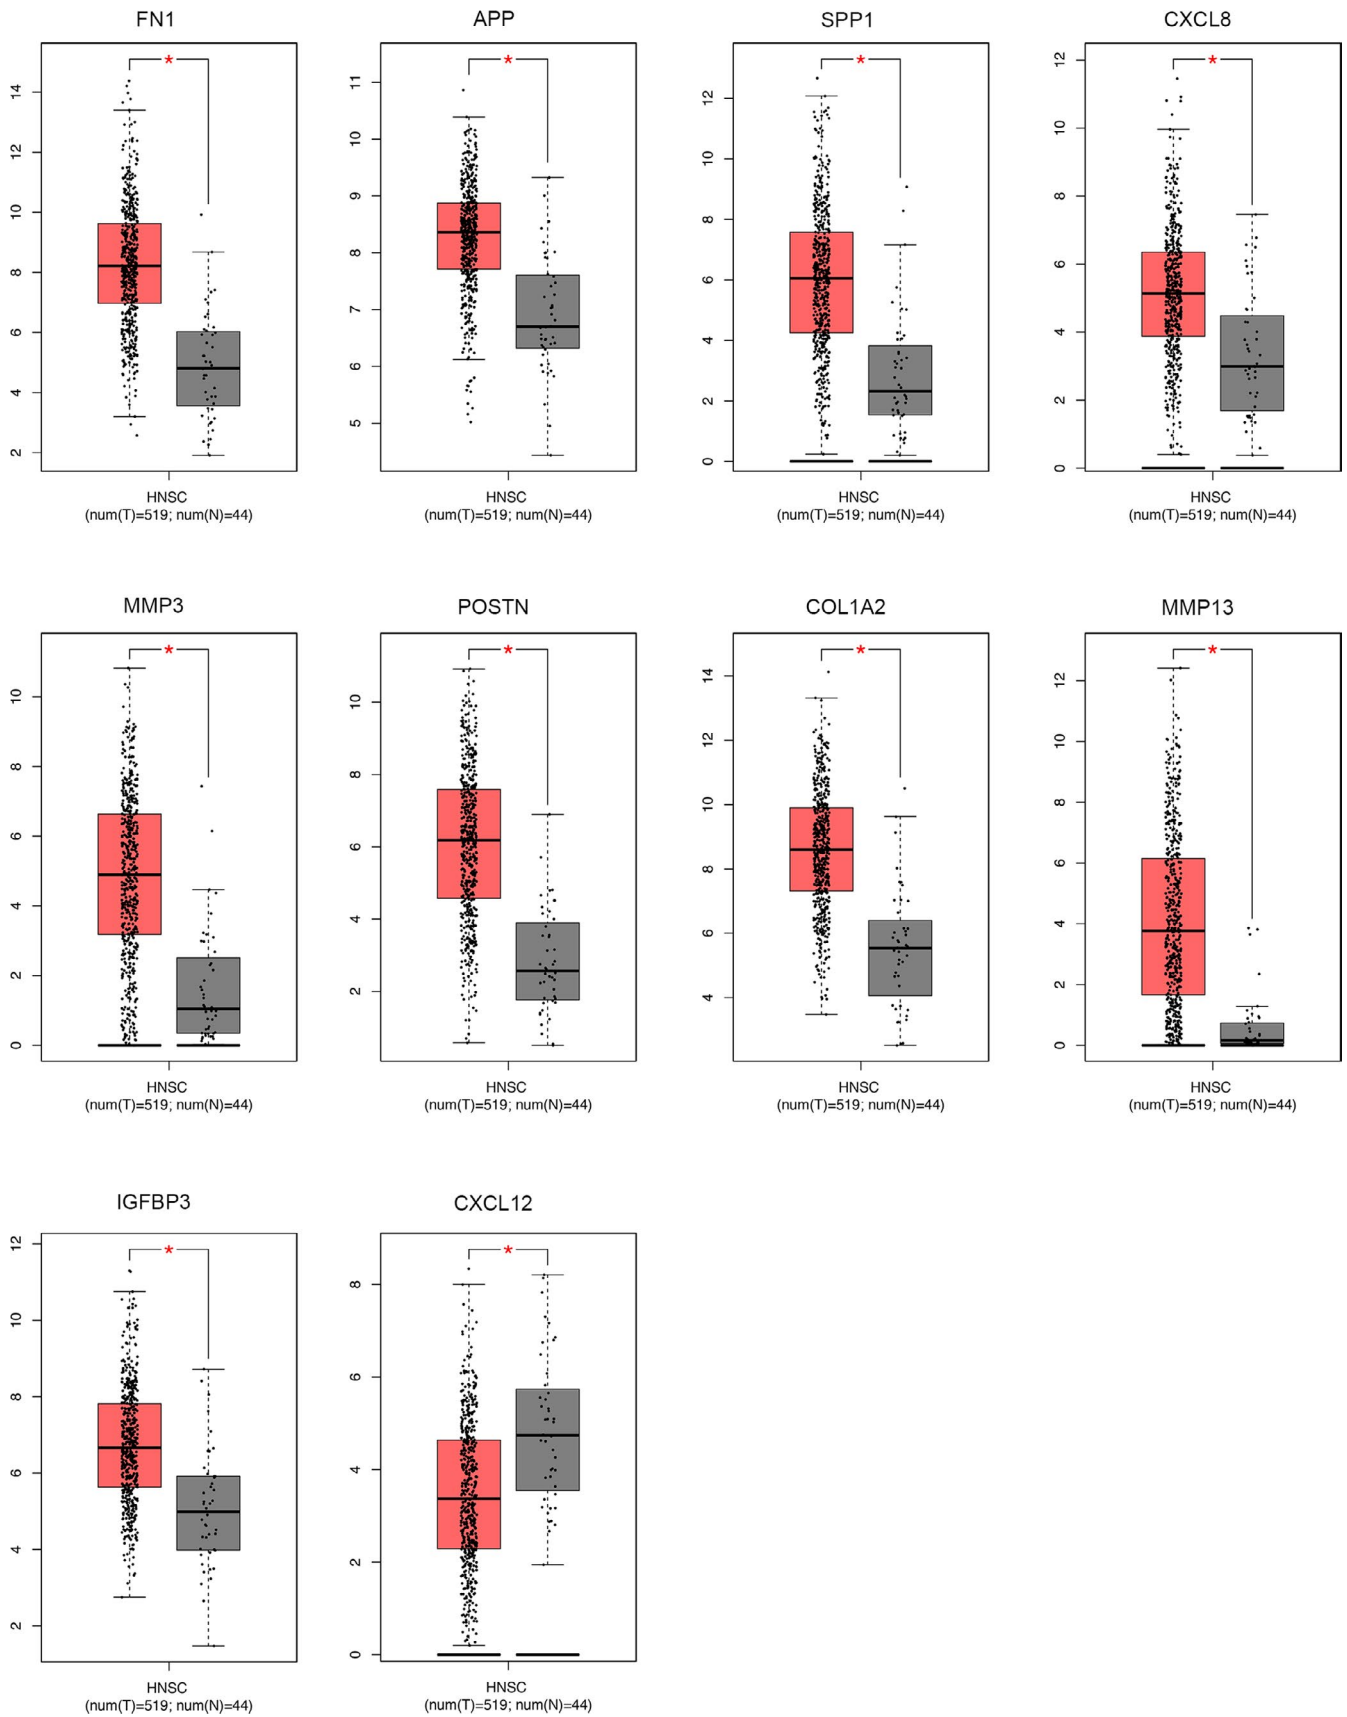 FN1
APP
SPP1
CXCL8
14
12
10
8
6
4
2
*
HNSC
(num(T)=519; num(N)=44)
11
10
9
8
7
6
5
*
HNSC
(num(T)=519; num(N)=44)
12
10
8
6
4
2
0
*
HNSC
(num(T)=519; num(N)=44)
12
10
8
6
4
2
0
*
HNSC
(num(T)=519; num(N)=44)
MMP3
POSTN
COL1A2
MMP13
10
8
6
4
2
0
*
HNSC
(num(T)=519; num(N)=44)
10
8
6
4
2
*
HNSC
(num(T)=519; num(N)=44)
14
12
10
8
6
4
*
HNSC
(num(T)=519; num(N)=44)
12
10
8
6
4
2
0
*
HNSC
(num(T)=519; num(N)=44)
IGFBP3
CXCL12
12
10
8
6
4
2
*
HNSC
(num(T)=519; num(N)=44)
8
6
4
2
0
*
HNSC
(num(T)=519; num(N)=44)